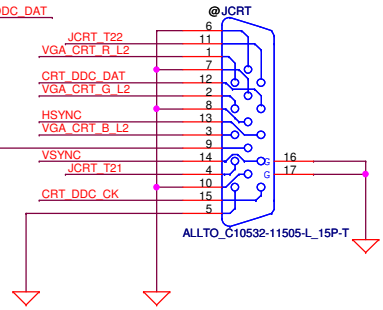 DDC_DAT
@JCRT
6
JCRT_T22 11
VGA_CRT_R_L2 1
7
CRT_DDC_DAT 12
VGA_CRT_G_L2 2
8
HSYNC 13
VGA_CRT_B_L2 3
9
VSYNC 14 G 16
JCRT_T21 4 G 17
10
CRT_DDC_CK 15
5
ALLTO_C10532-11505-L_15P-T